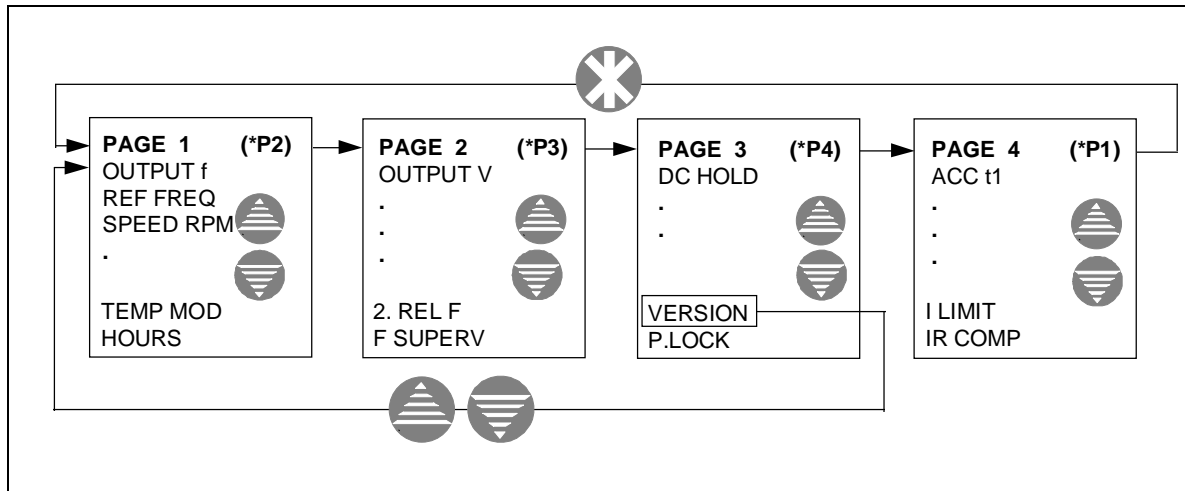 PAGE 1 (*P2)
OUTPUT f
REF FREQ
SPEED RPM
.
TEMP MOD
HOURS
PAGE 2 (*P3)
OUTPUT V
.
.
.
2. REL F
F SUPERV
PAGE 3 (*P4)
DC HOLD
.
.
VERSION
P.LOCK
PAGE 4 (*P1)
ACC t1
.
.
.
I LIMIT
IR COMP